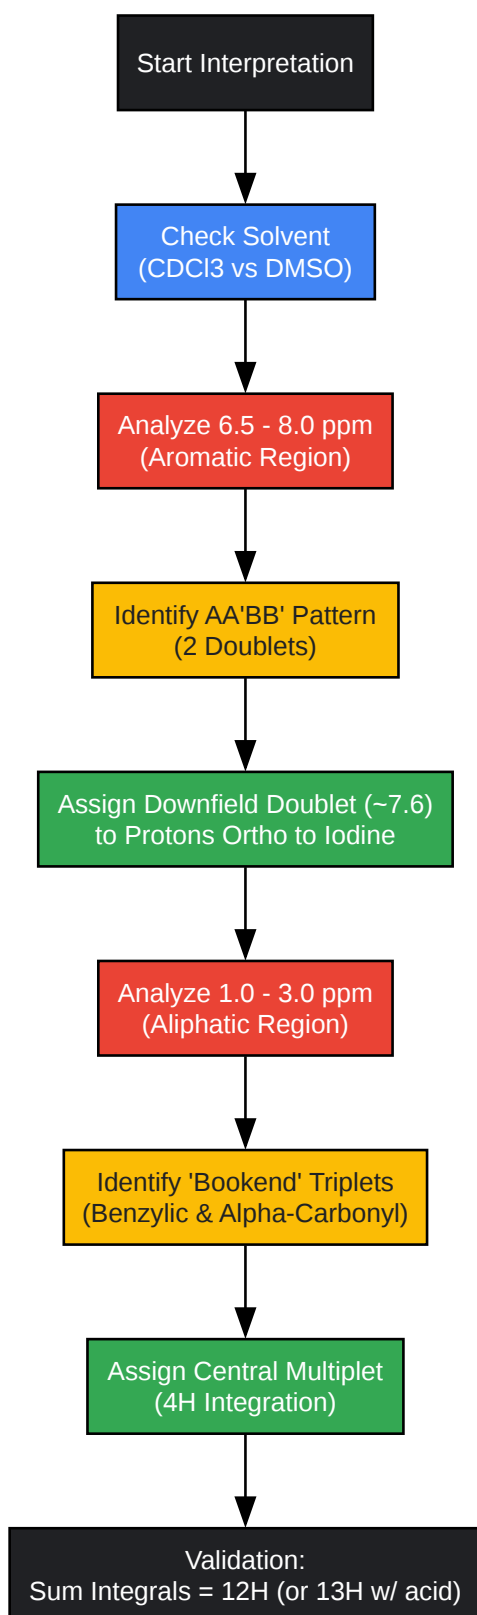 Start Interpretation
Check Solvent
(CDCl3 vs DMSO)
Analyze 6.5 - 8.0 ppm
(Aromatic Region)
Identify AA'BB' Pattern
(2 Doublets)
Assign Downfield Doublet (~7.6)
to Protons Ortho to Iodine
Analyze 1.0 - 3.0 ppm
(Aliphatic Region)
Identify 'Bookend' Triplets
(Benzylic & Alpha-Carbonyl)
Assign Central Multiplet
(4H Integration)
Validation:
Sum Integrals = 12H (or 13H w/ acid)